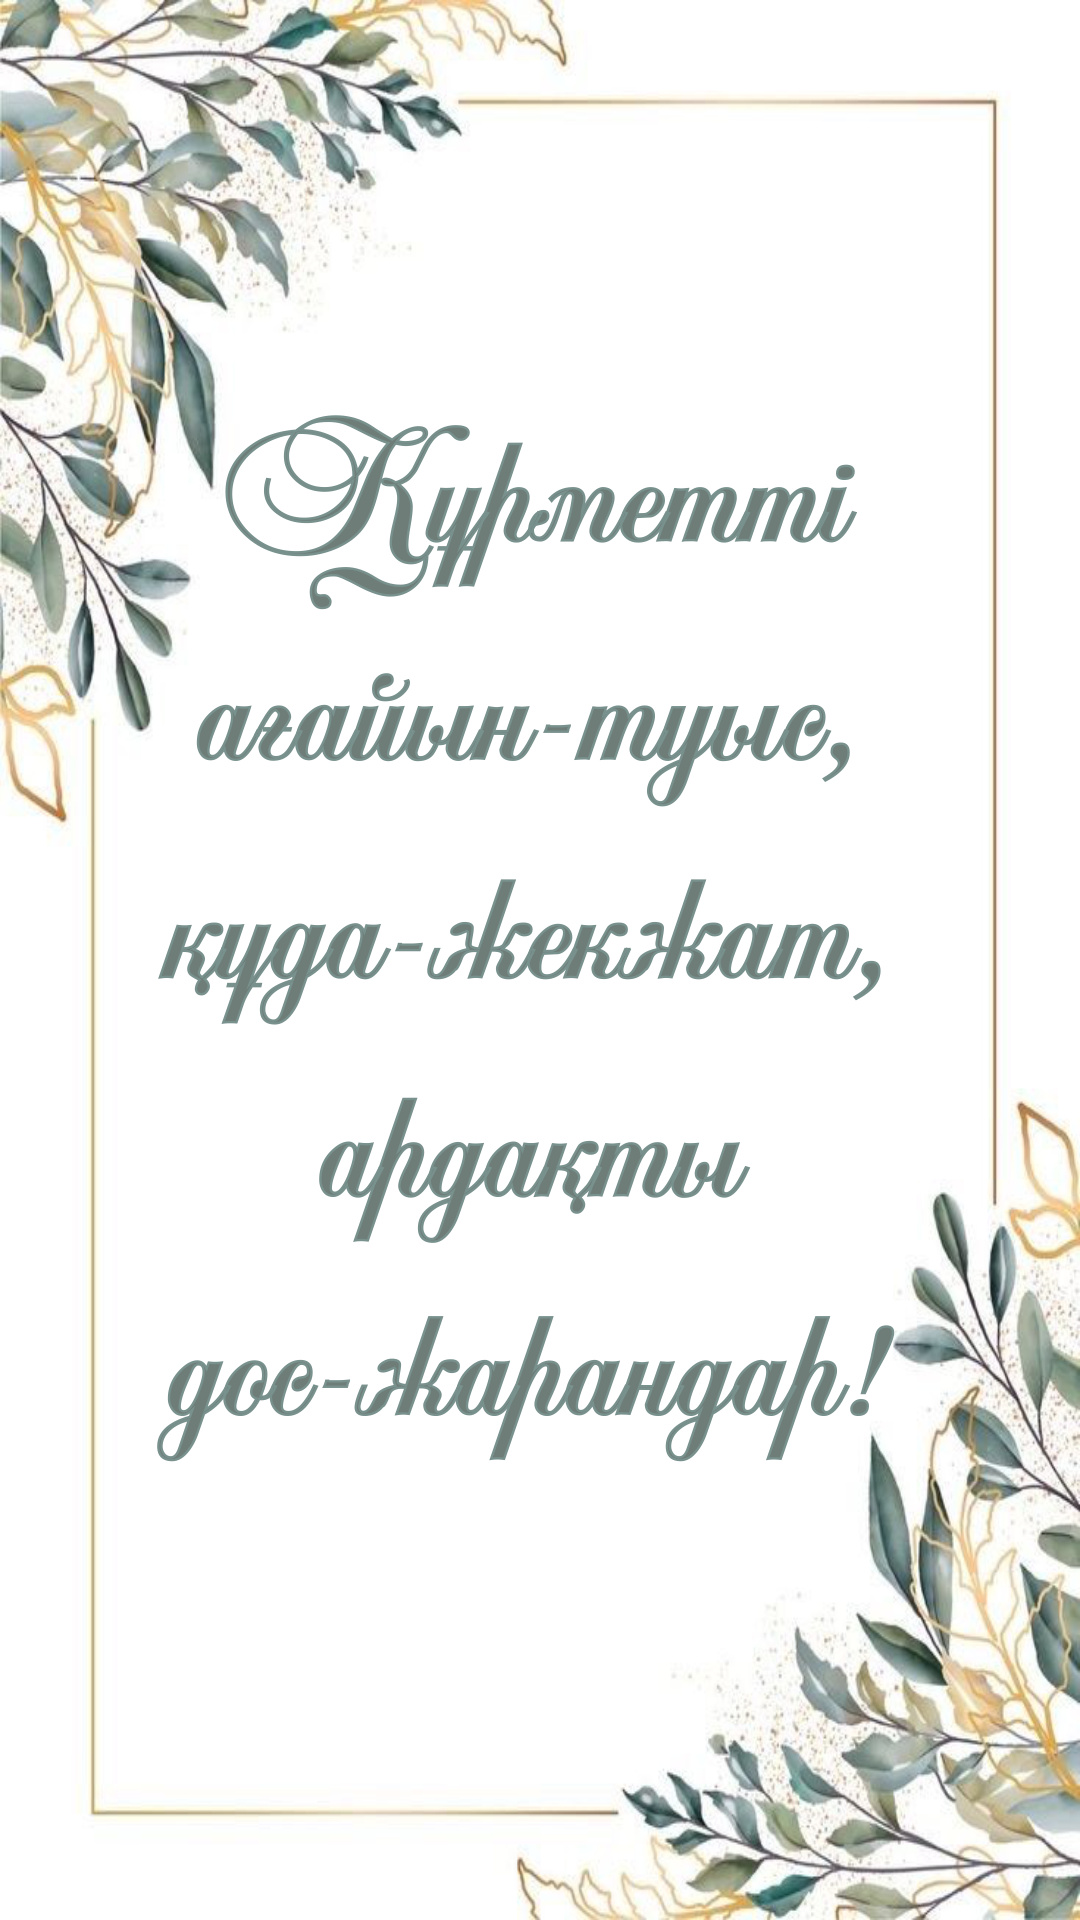 Құрметті
ағайын-туыс,
құда-жекжат,
ардақты
дос-жарандар!